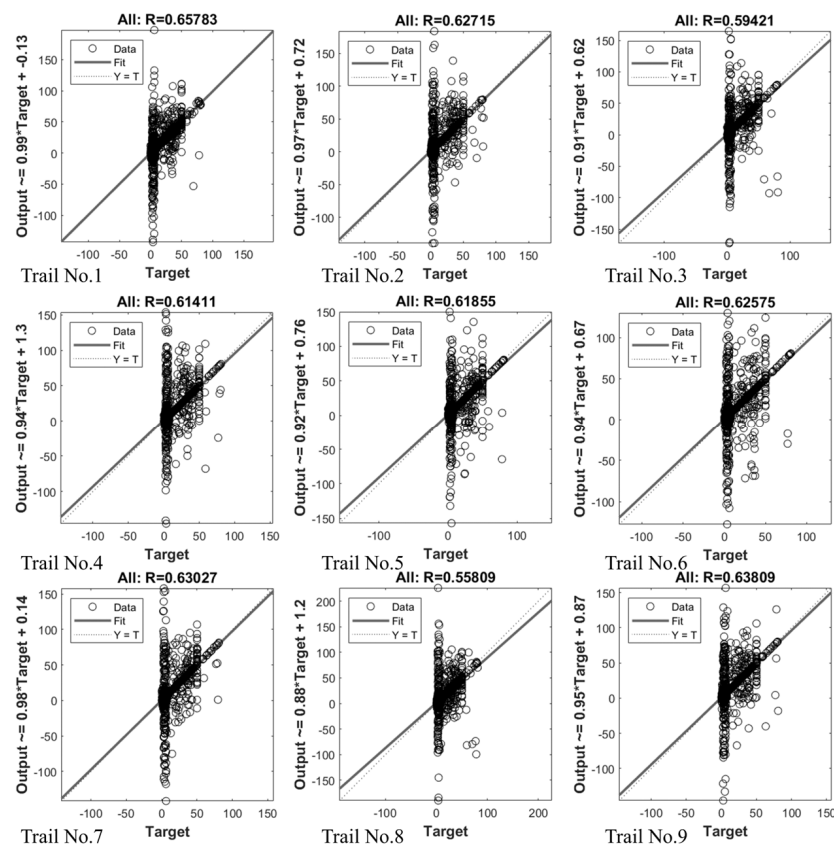 All: R=0.65783
Output ~= 0.99*Target + -0.13
Data
Fit
Y = T
150
100
50
0
-50
-100
-100 -50 0 50 100 150
Target
Trail No.1
All: R=0.62715
Output ~= 0.97*Target + 0.72
Data
Fit
Y = T
150
100
50
0
-50
-100
-100 -50 0 50 100 150
Target
Trail No.2
All: R=0.59421
Output ~= 0.91*Target + 0.62
Data
Fit
Y = T
150
100
50
0
-50
-100
-150
-100 0 100
Target
Trail No.3
All: R=0.61411
Output ~= 0.94*Target + 1.3
Data
Fit
Y = T
150
100
50
0
-50
-100
-100 -50 0 50 100 150
Target
Trail No.4
All: R=0.61855
Output ~= 0.92*Target + 0.76
Data
Fit
Y = T
150
100
50
0
-50
-100
-150
-100 -50 0 50 100 150
Target
Trail No.5
All: R=0.62575
Output ~= 0.94*Target + 0.67
Data
Fit
Y = T
100
50
0
-50
-100
-100 -50 0 50 100
Target
Trail No.6
All: R=0.63027
Output ~= 0.98*Target + 0.14
Data
Fit
Y = T
150
100
50
0
-50
-100
-100 -50 0 50 100 150
Target
Trail No.7
All: R=0.55809
Output ~= 0.88*Target + 1.2
Data
Fit
Y = T
200
150
100
50
0
-50
-100
-150
-100 0 100 200
Target
Trail No.8
All: R=0.63809
Output ~= 0.95*Target + 0.87
Data
Fit
Y = T
150
100
50
0
-50
-100
-100 -50 0 50 100 150
Target
Trail No.9